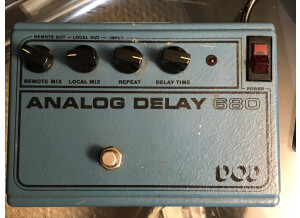 REMOTE OUT — LOCAL OUT — INPUT
REMOTE MIX LOCAL MIX REPEAT DELAY TIME
POWER
ANALOG DELAY 680
DOD